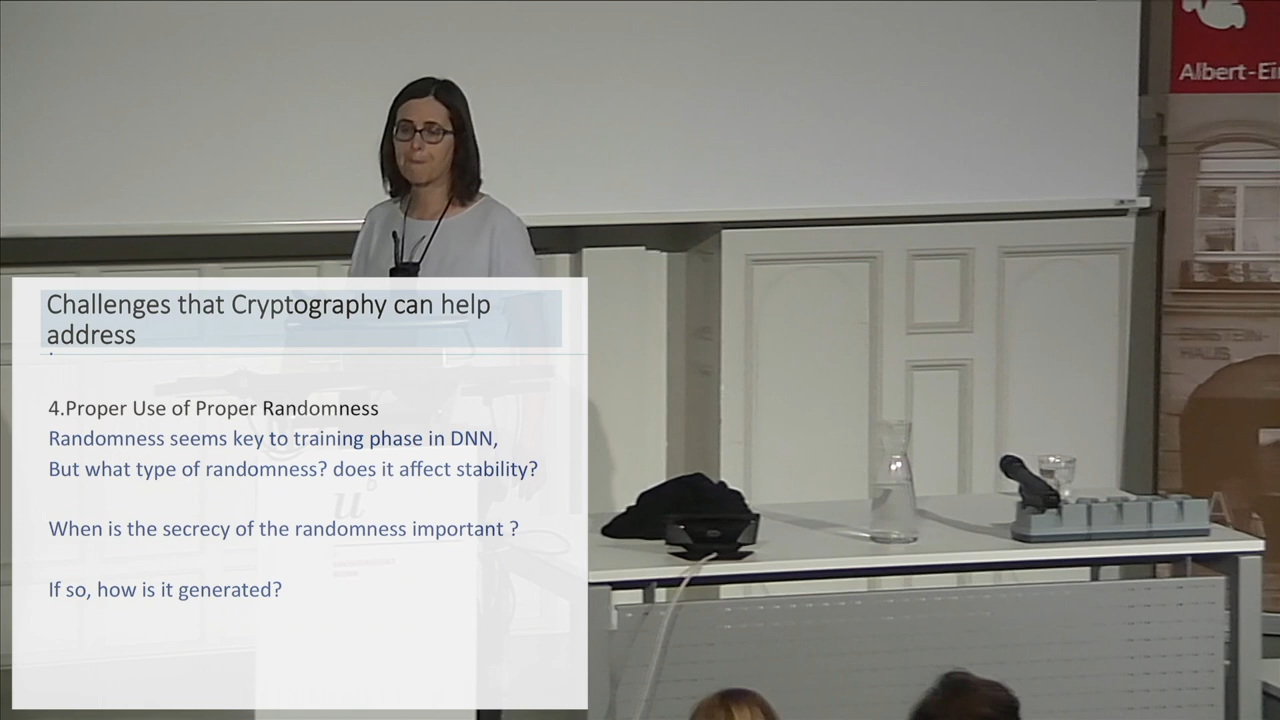 Albert-Ei
Challenges that Cryptography can help
address
4.Proper Use of Proper Randomness
Randomness seems key to training phase in DNN,
But what type of randomness? does it affect stability?
u
b
When is the secrecy of the randomness important ?
If so, how is it generated?
EINSTEIN-
HAUS